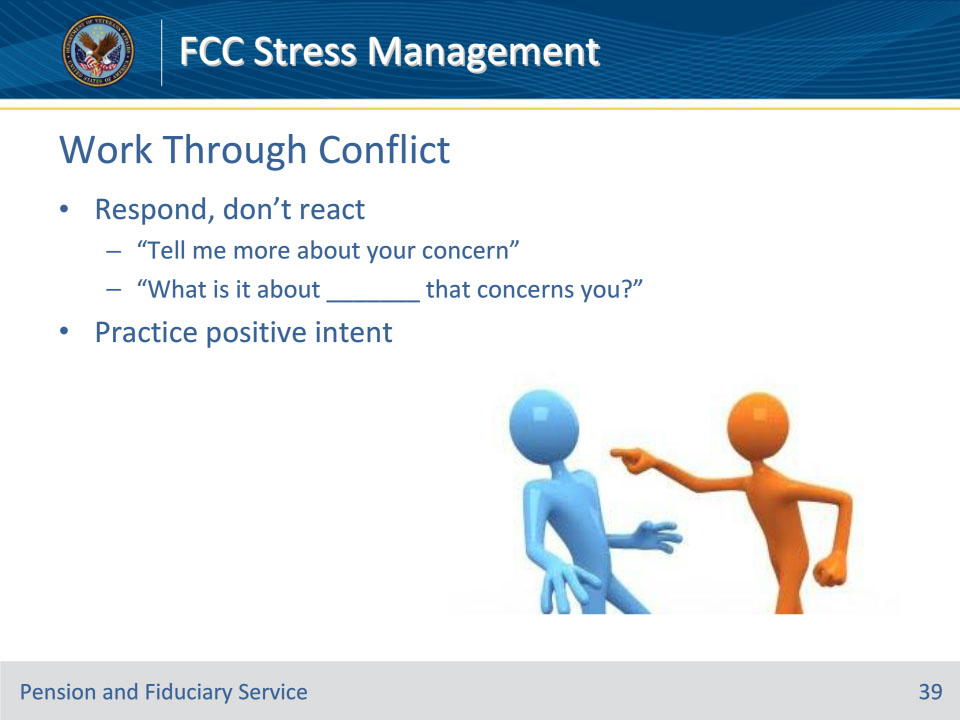 DEPARTMENT OF VETERANS AFFAIRS
UNITED STATES OF AMERICA
FCC Stress Management
Work Through Conflict
• Respond, don’t react
– “Tell me more about your concern”
– “What is it about _______ that concerns you?”
• Practice positive intent
Pension and Fiduciary Service
39